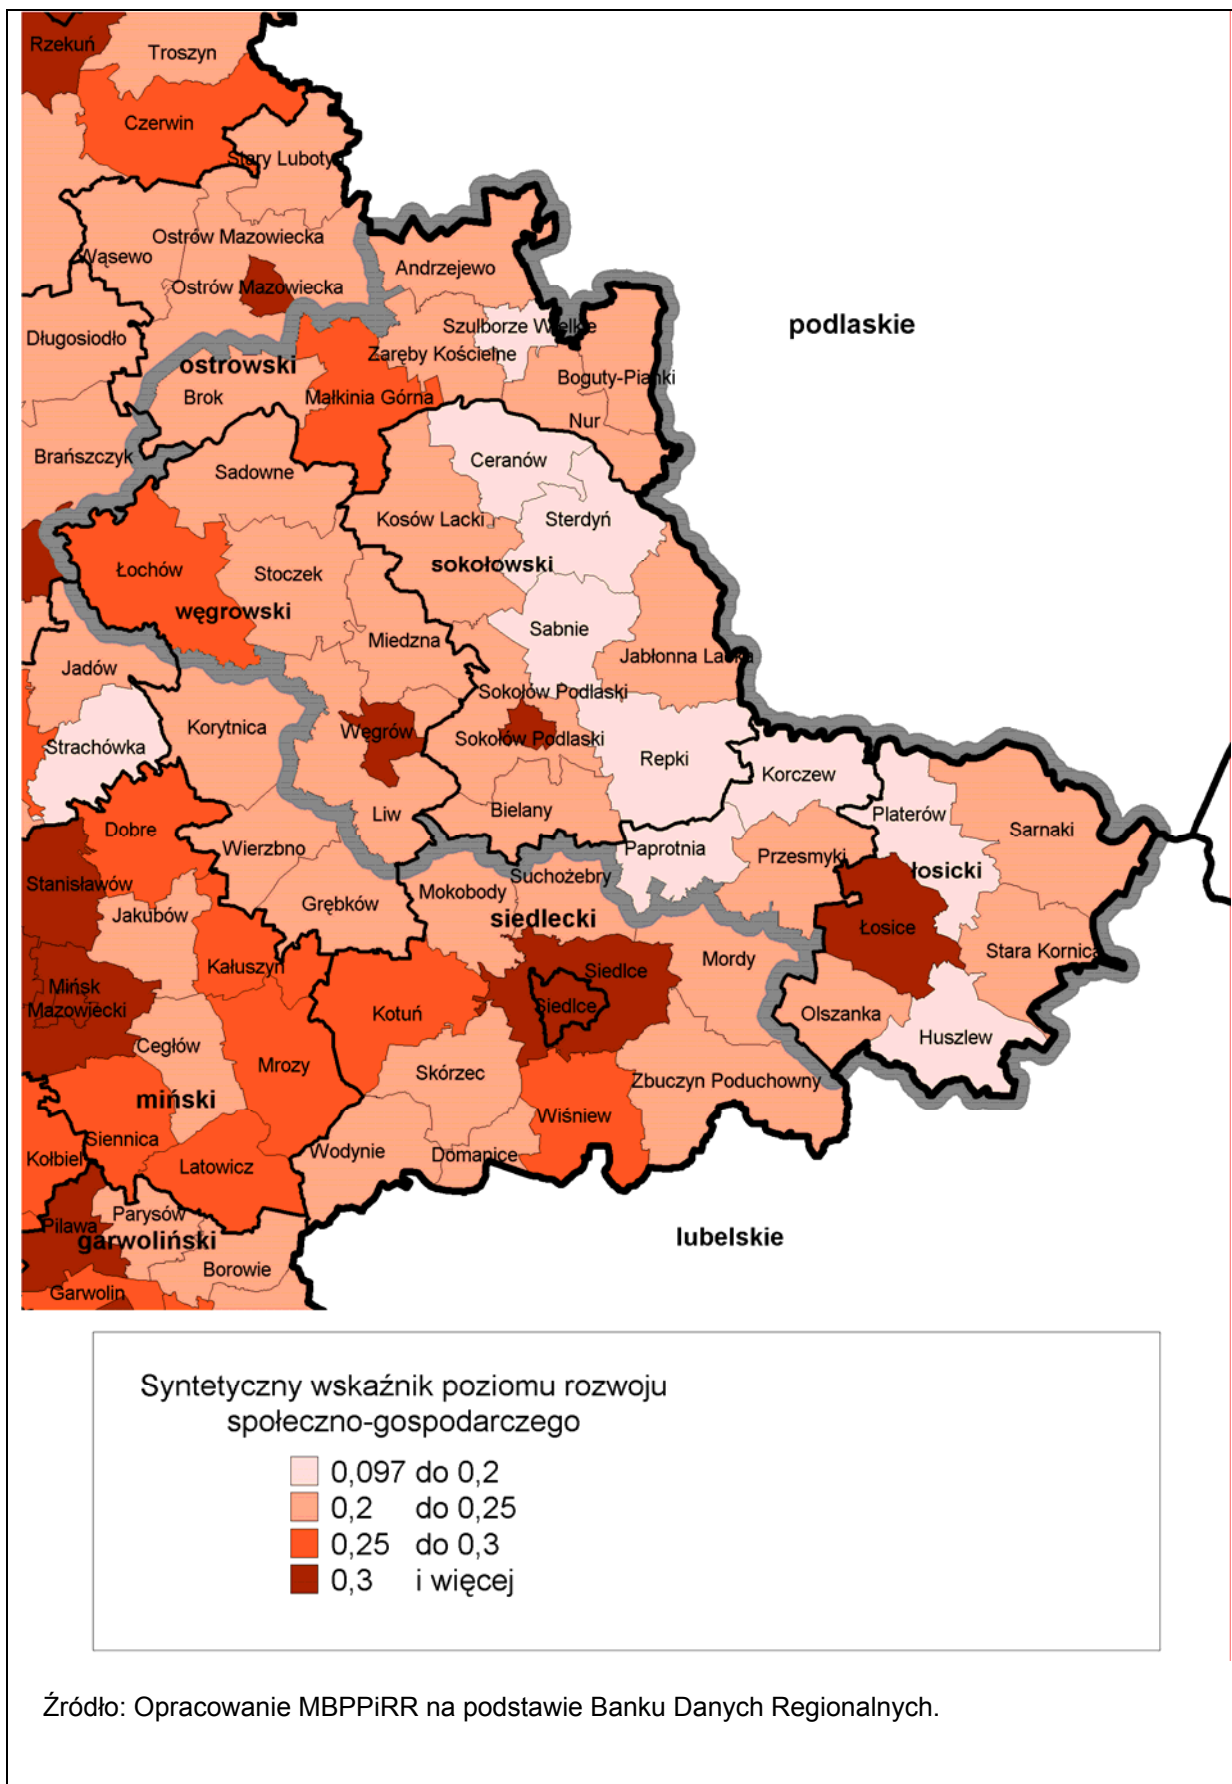 Rzekuń
Troszyn
Czerwin
Stary Lubotyń
Ostrów Mazowiecka
Wąsewo
Andrzejewo
Ostrów Mazowiecka
podlaskie
Szulborze Wielkie
Długosiodło
Zaręby Kościelne
ostrowski
Boguty-Pianki
Brok
Małkinia Górna
Nur
Brańszczyk
Ceranów
Sadowne
Kosów Lacki
Sterdyń
sokołowski
Łochów
Stoczek
węgrowski
Sabnie
Miedzna
Jabłonna Lacka
Jadów
Sokołów Podlaski
Korytnica
Węgrów
Sokołów Podlaski
Strachówka
Repki
Korczew
Bielany
Liw
Platerów
Dobre
Sarnaki
Wierzbno
Paprotnia
Przesmyki
łosicki
Stanisławów
Suchożebry
Mokobody
Grębków
siedlecki
Jakubów
Łosice
Stara Kornica
Mordy
Kałuszyn
Siedlce
Mińsk
Mazowiecki
Siedlce
Kotuń
Olszanka
Huszlew
Cegłów
Mrozy
Skórzec
Zbuczyn Poduchowny
miński
Wiśniew
Siennica
Wodynie
Domanice
Kołbiel
Latowicz
Parysów
Pilawa
garwoliński
lubelskie
Borowie
Garwolin
Syntetyczny wskaźnik poziomu rozwoju
społeczno-gospodarczego
0,097 do 0,2
0,2 do 0,25
0,25 do 0,3
0,3 i więcej
Źródło: Opracowanie MBPPiRR na podstawie Banku Danych Regionalnych.